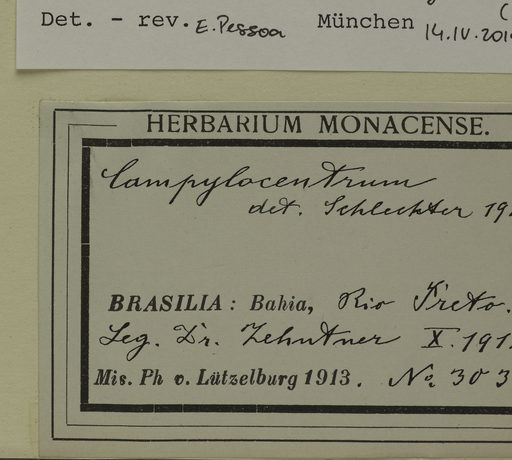 Det. - rev. E. Pessoa München
14.IV.201
HERBARIUM MONACENSE.
Campylocentrum
det. Schlechter 19
BRASILIA: Bahia, Rio Preto.
Leg. Dr. Zehntner X. 191
Mis. Ph v. Lützelburg 1913. No. 303